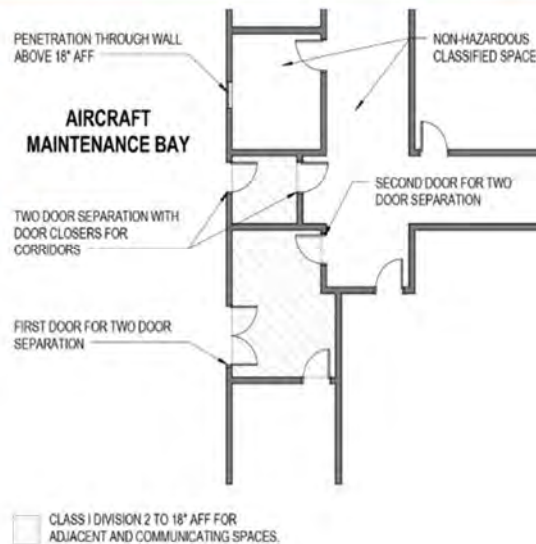 PENETRATION THROUGH WALL
ABOVE 18" AFF
NON-HAZARDOUS
CLASSIFIED SPACE
AIRCRAFT
MAINTENANCE BAY
SECOND DOOR FOR TWO
DOOR SEPARATION
TWO DOOR SEPARATION WITH
DOOR CLOSERS FOR
CORRIDORS
FIRST DOOR FOR TWO DOOR
SEPARATION
CLASS I DIVISION 2 TO 18" AFF FOR
ADJACENT AND COMMUNICATING SPACES.